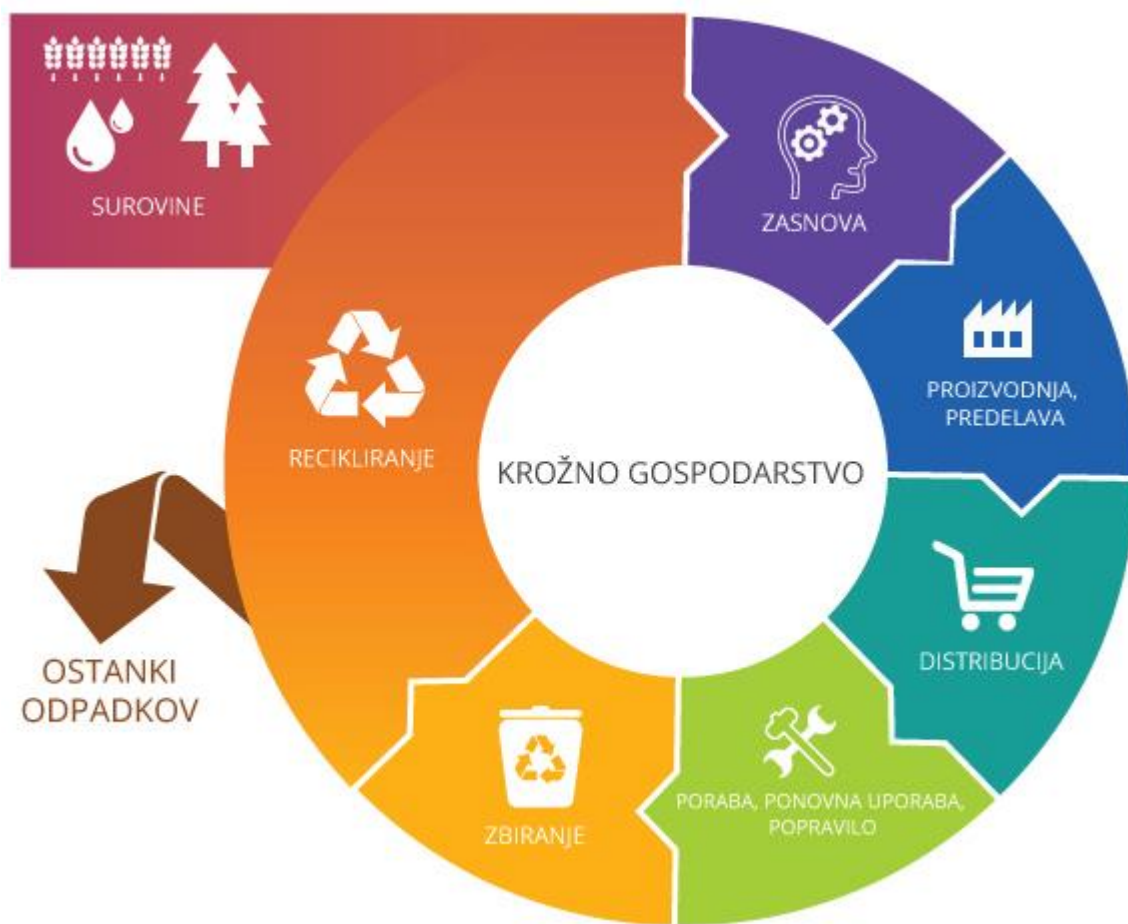 SUROVINE
ZASNOVA
PROIZVODNJA,
PREDELAVA
DISTRIBUCIJA
PORABA, PONOVNA UPORABA,
POPRAVILO
ZBIRANJE
RECIKLIRANJE
OSTANKI
ODPADKOV
KROŽNO GOSPODARSTVO